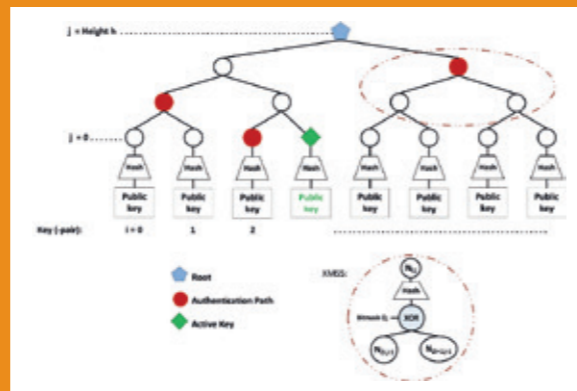 j = Height h
j = 0
Hash Hash Hash Hash Hash Hash Hash Hash
Public key Public key Public key Public key Public key Public key Public key Public key
Key (-pair): i = 0 1 2
Root
Authentication Path
Active Key
XMSS:
Hash
XOR